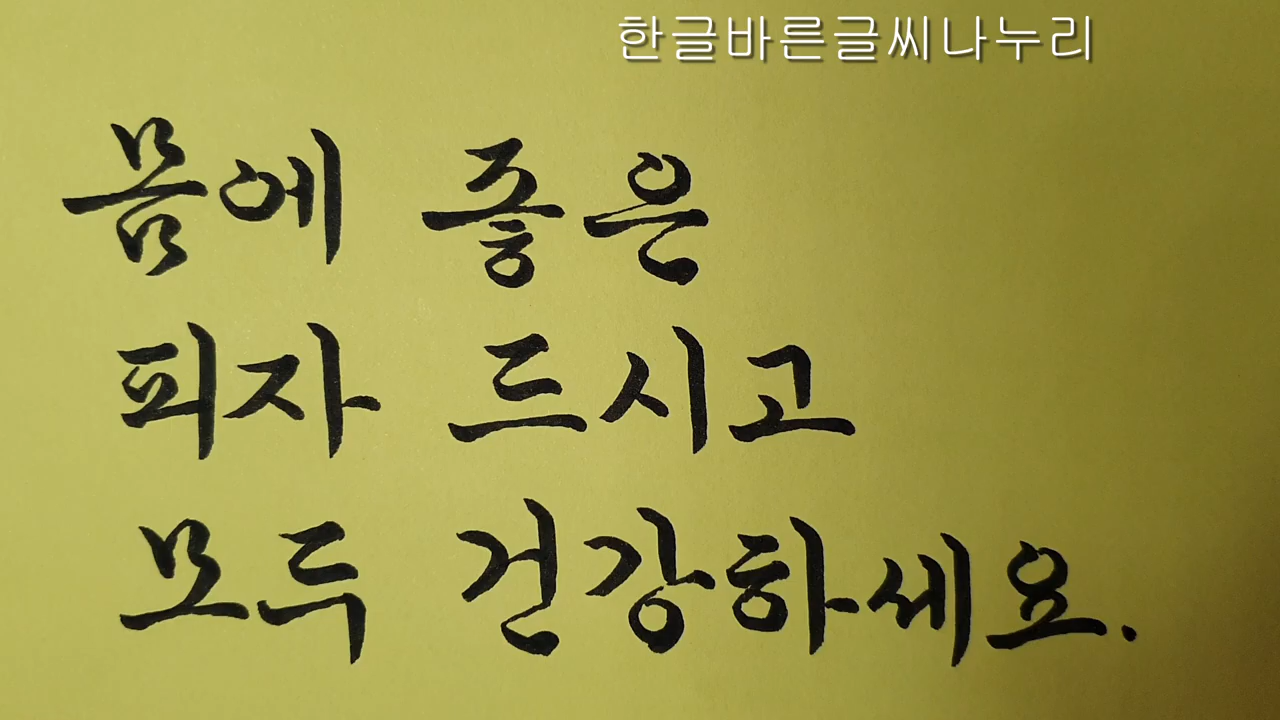 한글바른글씨나누리
몸에 좋은
피자 드시고
모두 건강하세요.